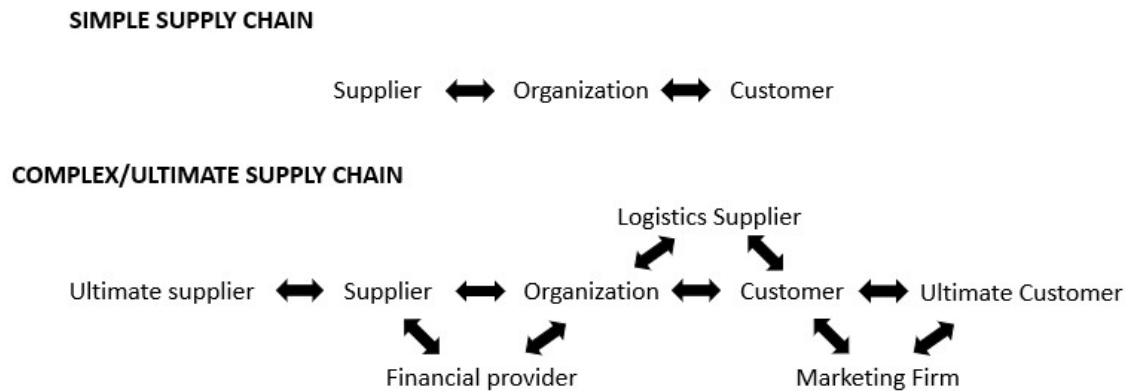 SIMPLE SUPPLY CHAIN
Supplier Organization Customer
COMPLEX/ULTIMATE SUPPLY CHAIN
Logistics Supplier
Ultimate supplier Supplier Organization Customer Ultimate Customer
Financial provider Marketing Firm